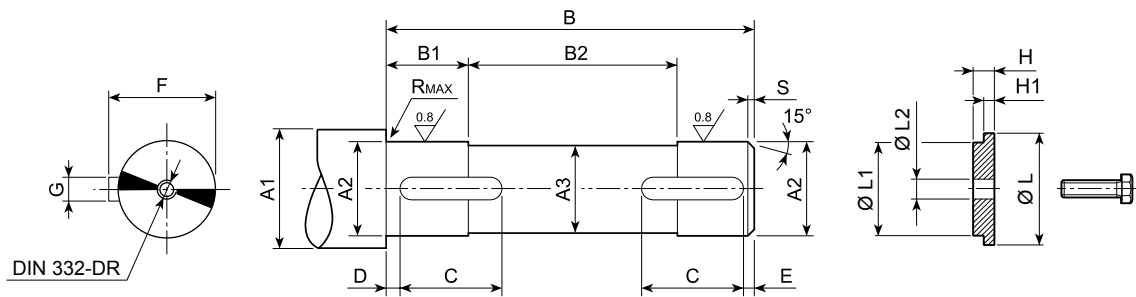 B
B1
B2
F
RMAX
S
H
H1
0.8
0.8
15°
Ø L2
G
A1
A2
A3
A2
Ø L1
Ø L
DIN 332-DR
D
C
C
E